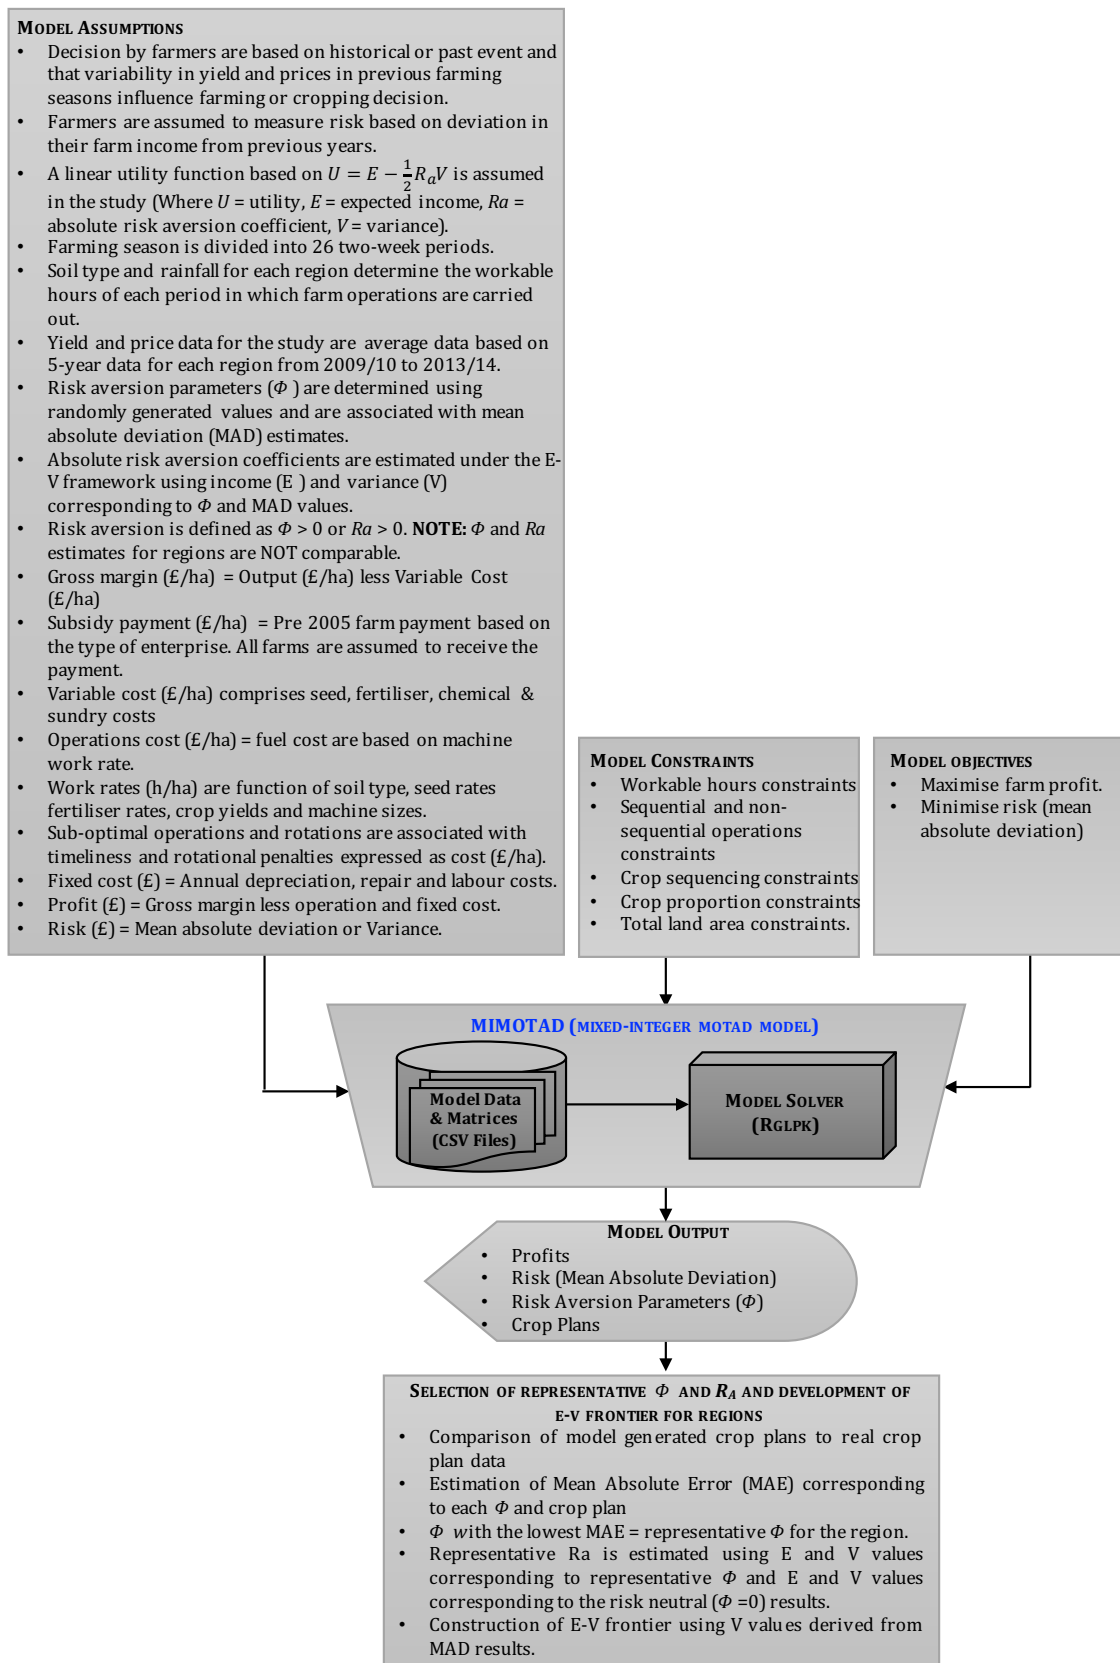 MODEL ASSUMPTIONS
• Decision by farmers are based on historical or past event and
that variability in yield and prices in previous farming
seasons influence farming or cropping decision.
• Farmers are assumed to measure risk based on deviation in
their farm income from previous years.
• A linear utility function based on U = E − 1/2 RₐV is assumed
in the study (Where U = utility, E = expected income, Ra =
absolute risk aversion coefficient, V = variance).
• Farming season is divided into 26 two-week periods.
• Soil type and rainfall for each region determine the workable
hours of each period in which farm operations are carried
out.
• Yield and price data for the study are average data based on
5-year data for each region from 2009/10 to 2013/14.
• Risk aversion parameters (Φ ) are determined using
randomly generated values and are associated with mean
absolute deviation (MAD) estimates.
• Absolute risk aversion coefficients are estimated under the E-
V framework using income (E ) and variance (V)
corresponding to Φ and MAD values.
• Risk aversion is defined as Φ > 0 or Ra > 0. NOTE: Φ and Ra
estimates for regions are NOT comparable.
• Gross margin (£/ha) = Output (£/ha) less Variable Cost
(£/ha)
• Subsidy payment (£/ha) = Pre 2005 farm payment based on
the type of enterprise. All farms are assumed to receive the
payment.
• Variable cost (£/ha) comprises seed, fertiliser, chemical &
sundry costs
• Operations cost (£/ha) = fuel cost are based on machine
work rate.
• Work rates (h/ha) are function of soil type, seed rates
fertiliser rates, crop yields and machine sizes.
• Sub-optimal operations and rotations are associated with
timeliness and rotational penalties expressed as cost (£/ha).
• Fixed cost (£) = Annual depreciation, repair and labour costs.
• Profit (£) = Gross margin less operation and fixed cost.
• Risk (£) = Mean absolute deviation or Variance.
MODEL CONSTRAINTS
• Workable hours constraints
• Sequential and non-
sequential operations
constraints
• Crop sequencing constraints
• Crop proportion constraints
• Total land area constraints.
MODEL OBJECTIVES
• Maximise farm profit.
• Minimise risk (mean
absolute deviation)
MIMOTAD (MIXED-INTEGER MOTAD MODEL)
Model Data
& Matrices
(CSV Files)
MODEL SOLVER
(RGLPK)
MODEL OUTPUT
• Profits
• Risk (Mean Absolute Deviation)
• Risk Aversion Parameters (Φ)
• Crop Plans
SELECTION OF REPRESENTATIVE Φ AND R_A AND DEVELOPMENT OF
E-V FRONTIER FOR REGIONS
• Comparison of model generated crop plans to real crop
plan data
• Estimation of Mean Absolute Error (MAE) corresponding
to each Φ and crop plan
• Φ with the lowest MAE = representative Φ for the region.
• Representative Ra is estimated using E and V values
corresponding to representative Φ and E and V values
corresponding to the risk neutral (Φ =0) results.
• Construction of E-V frontier using V values derived from
MAD results.